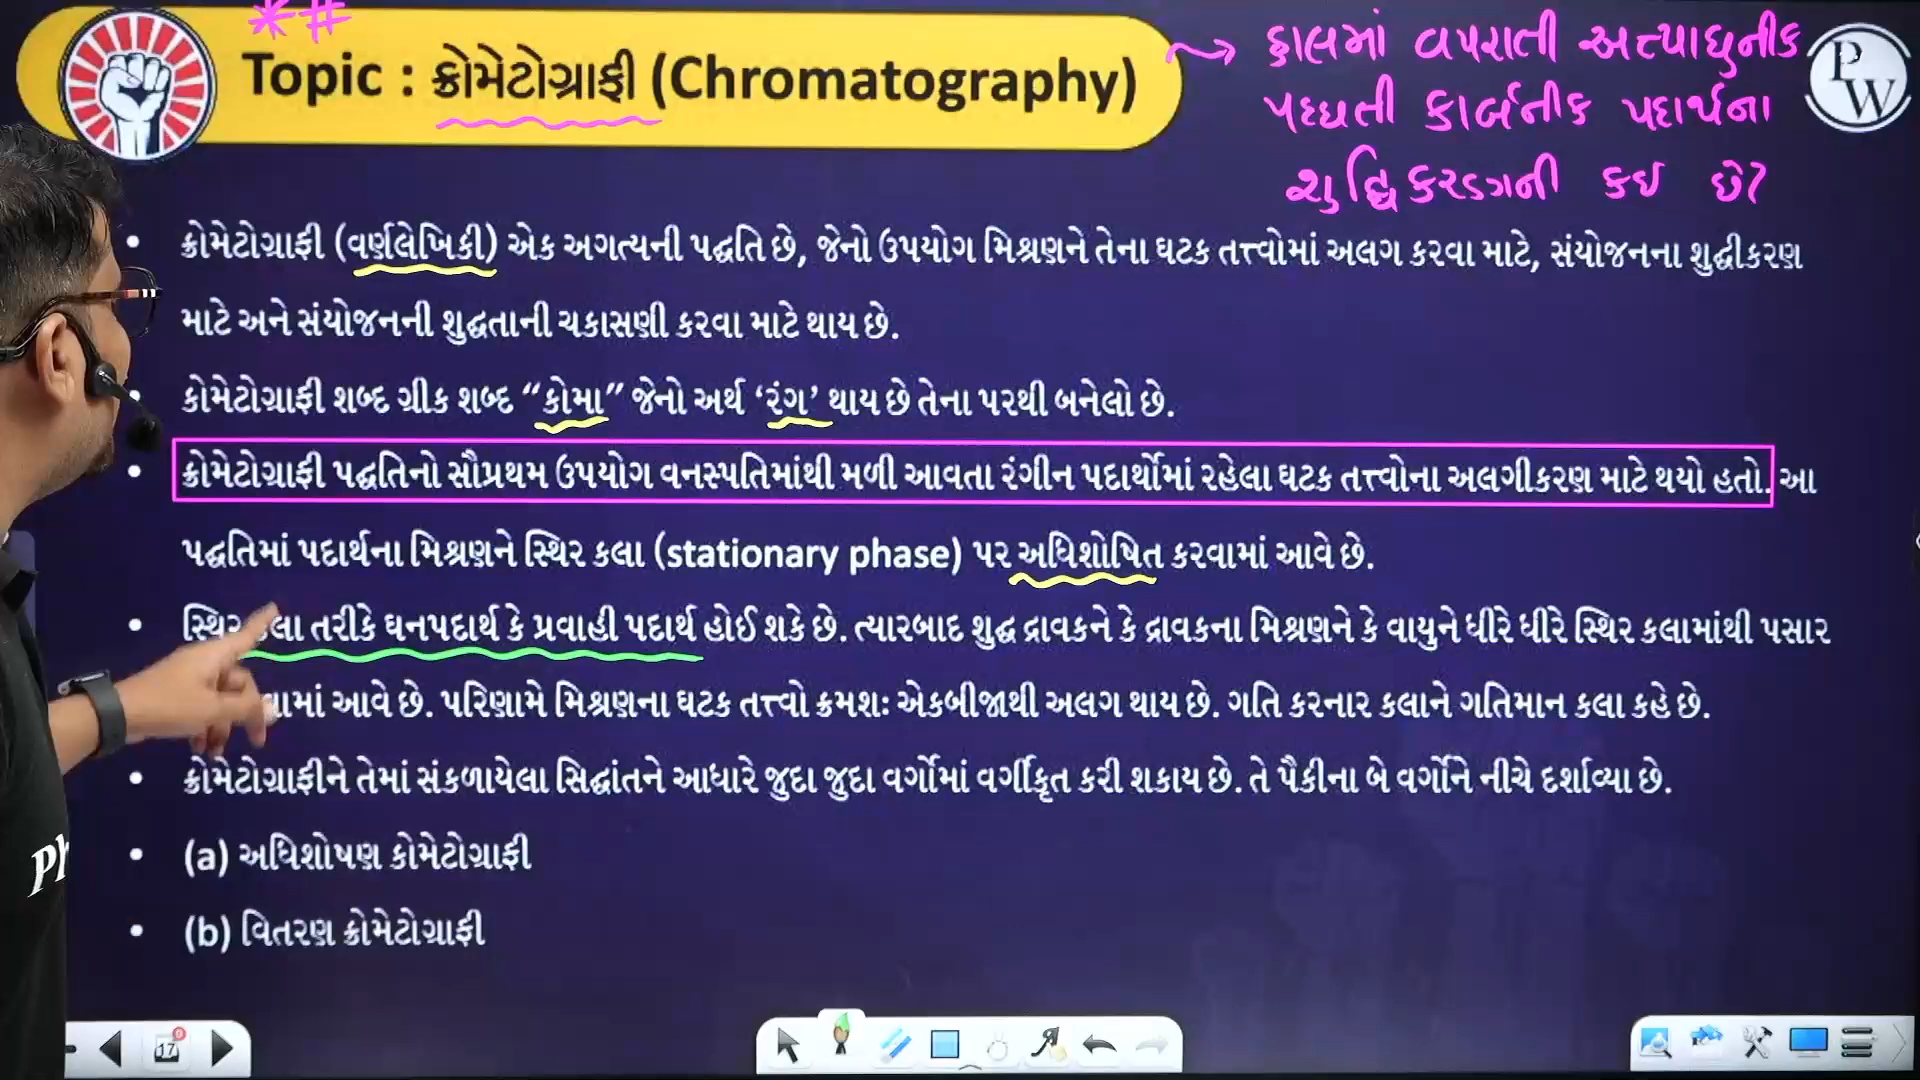 Topic : ક્રોમેટોગ્રાફી (Chromatography)
હાલમાં વપરાતી અત્યાધુનીક
પદ્ધતી કાર્બનીક પદાર્થના
શુદ્ધિકરણની કઇ છે?
PW
• ક્રોમેટોગ્રાફી (વર્ણલેખિકી) એક અગત્યની પદ્ધતિ છે, જેનો ઉપયોગ મિશ્રણને તેના ઘટક તત્ત્વોમાં અલગ કરવા માટે, સંયોજનના શુદ્ધીકરણ
માટે અને સંયોજનની શુદ્ધતાની ચકાસણી કરવા માટે થાય છે.
કોમેટોગ્રાફી શબ્દ ગ્રીક શબ્દ “કોમા” જેનો અર્થ ‘રંગ’ થાય છે તેના પરથી બનેલો છે.
• ક્રોમેટોગ્રાફી પદ્ધતિનો સૌપ્રથમ ઉપયોગ વનસ્પતિમાંથી મળી આવતા રંગીન પદાર્થોમાં રહેલા ઘટક તત્ત્વોના અલગીકરણ માટે થયો હતો. આ
પદ્ધતિમાં પદાર્થના મિશ્રણને સ્થિર કલા (stationary phase) પર અધિશોષિત કરવામાં આવે છે.
• સ્થિર કલા તરીકે ઘનપદાર્થ કે પ્રવાહી પદાર્થ હોઈ શકે છે. ત્યારબાદ શુદ્ધ દ્રાવકને કે દ્રાવકના મિશ્રણને કે વાયુને ધીરે ધીરે સ્થિર કલામાંથી પસાર
વામાં આવે છે. પરિણામે મિશ્રણના ઘટક તત્ત્વો ક્રમશઃ એકબીજાથી અલગ થાય છે. ગતિ કરનાર કલાને ગતિમાન કલા કહે છે.
• ક્રોમેટોગ્રાફીને તેમાં સંકળાયેલા સિદ્ધાંતને આધારે જુદા જુદા વર્ગોમાં વર્ગીકૃત કરી શકાય છે. તે પૈકીના બે વર્ગોને નીચે દર્શાવ્યા છે.
• (a) અધિશોષણ કોમેટોગ્રાફી
• (b) વિતરણ ક્રોમેટોગ્રાફી
17